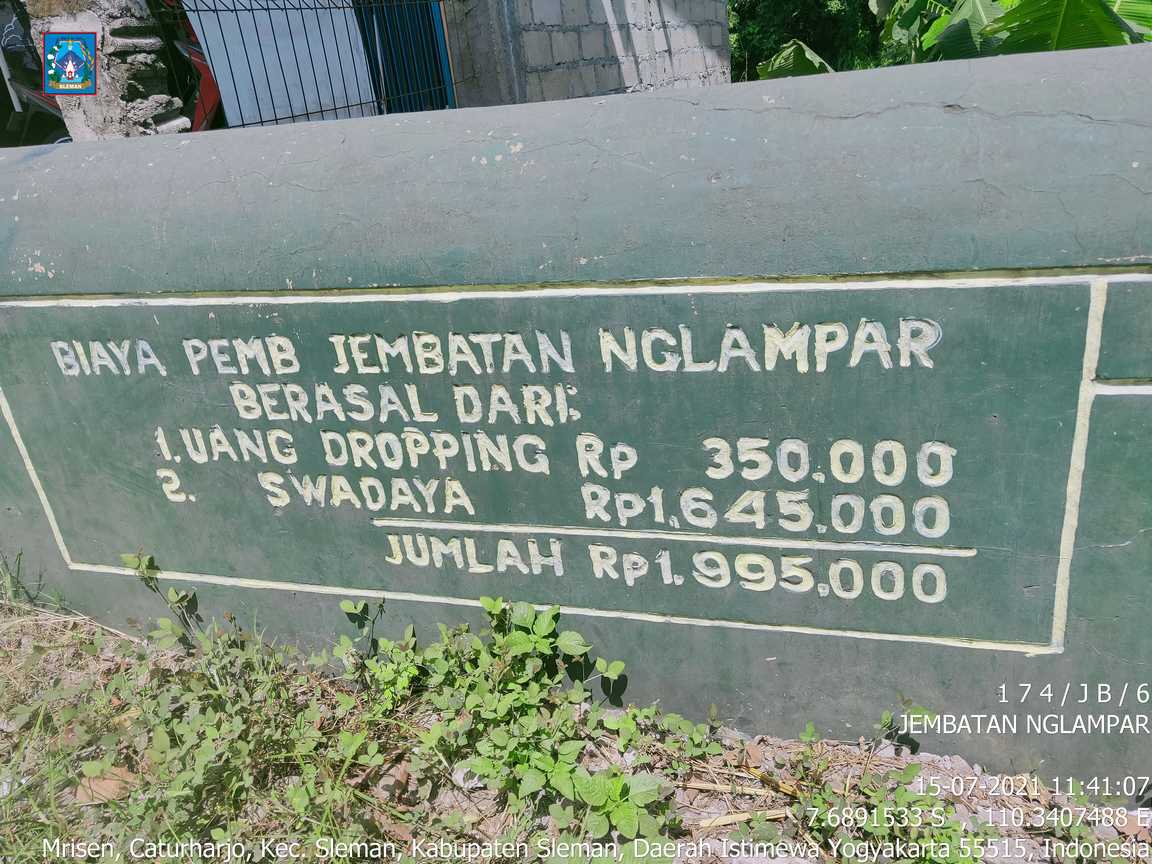 SLEMAN
BIAYA PEMB JEMBATAN NGLAMPAR
BERASAL DARI:
1. UANG DROPPING Rp 350.000
2. SWADAYA Rp1.645.000
JUMLAH Rp1.995.000
174/JB/6
JEMBATAN NGLAMPAR
15-07-2021 11:41:07
7.6891533 S , 110.3407488 E
Mrisen, Caturharjo, Kec. Sleman, Kabupaten Sleman, Daerah Istimewa Yogyakarta 55515, Indonesia